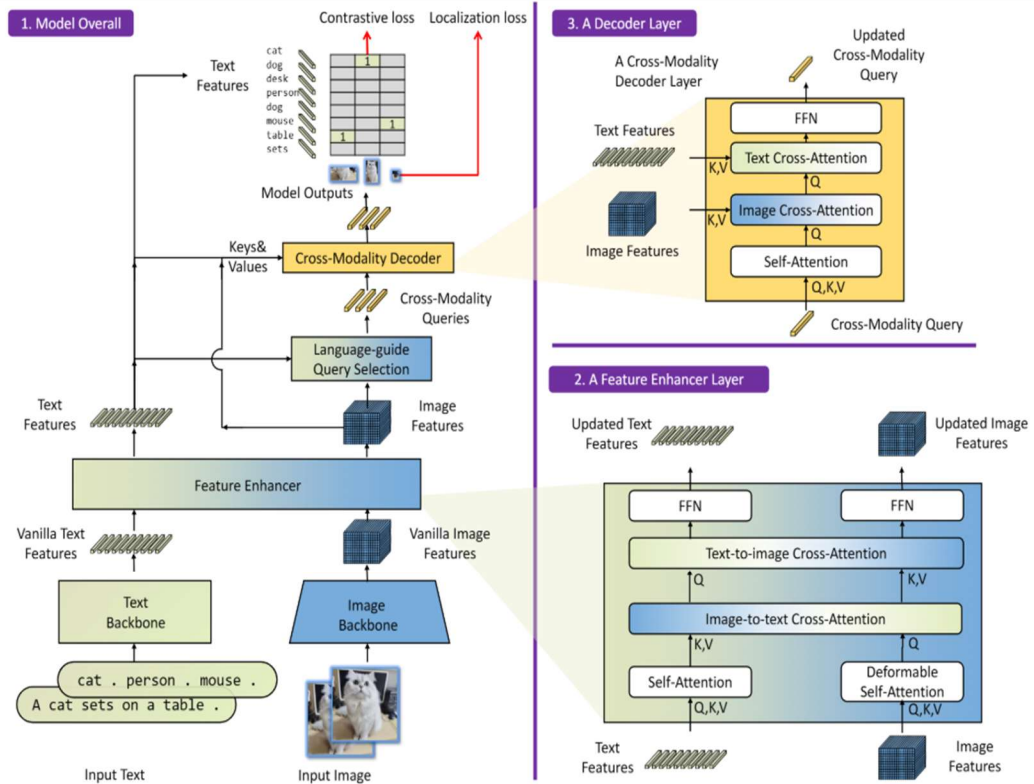 1. Model Overall
Contrastive loss
Localization loss
Text
Features
cat
dog
desk
person
dog
mouse
table
sets
1
1
1
Model Outputs
Keys&
Values
Cross-Modality Decoder
Cross-Modality
Queries
Language-guide
Query Selection
Text
Features
Image
Features
Feature Enhancer
Vanilla Text
Features
Vanilla Image
Features
Text
Backbone
Image
Backbone
cat . person . mouse .
A cat sets on a table .
Input Text
Input Image
3. A Decoder Layer
A Cross-Modality
Decoder Layer
Updated
Cross-Modality
Query
FFN
Text Features
Text Cross-Attention
K,V
Q
Image Cross-Attention
K,V
Q
Image Features
Self-Attention
Q,K,V
Cross-Modality Query
2. A Feature Enhancer Layer
Updated Text
Features
Updated Image
Features
FFN
FFN
Text-to-image Cross-Attention
Q
K,V
Image-to-text Cross-Attention
K,V
Q
Self-Attention
Deformable
Self-Attention
Q,K,V
Q,K,V
Text
Features
Image
Features